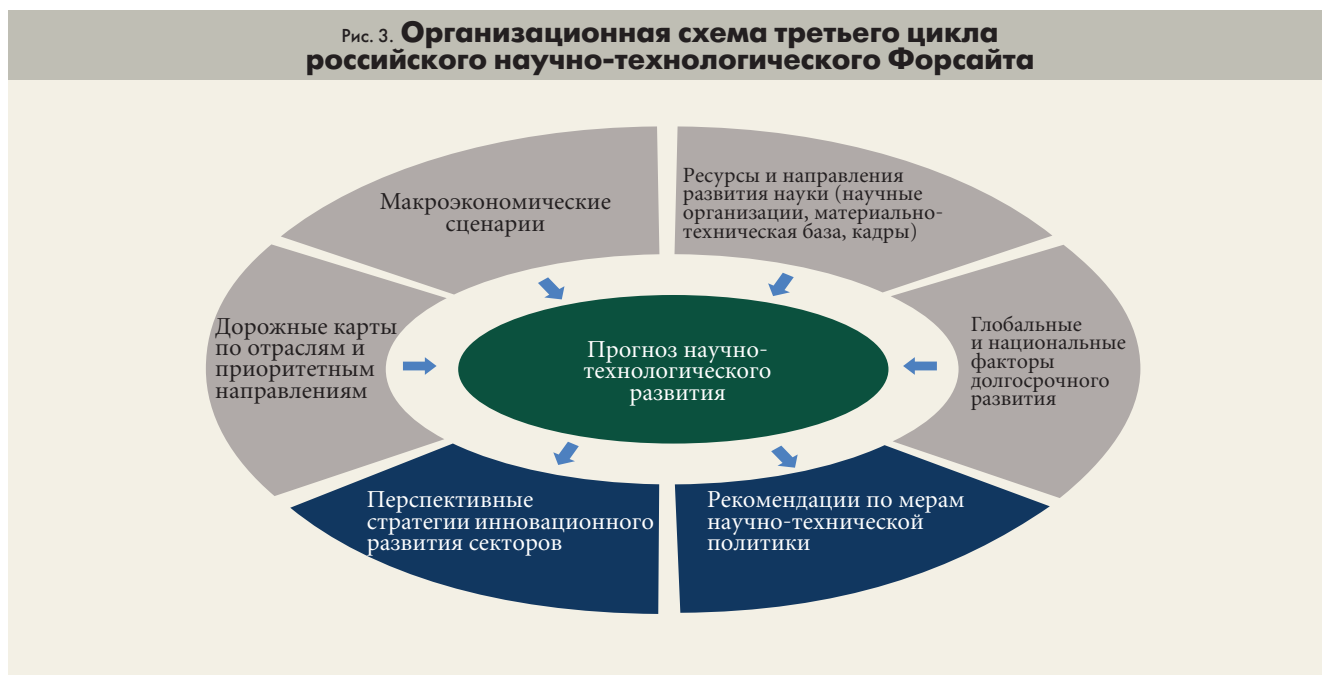 Рис. 3. Организационная схема третьего цикла
российского научно-технологического Форсайта
Макроэкономические
сценарии
Ресурсы и направления
развития науки (научные
организации, материально-
техническая база, кадры)
Дорожные карты
по отраслям и
приоритетным
направлениям
Прогноз научно-
технологического
развития
Глобальные
и национальные
факторы
долгосрочного
развития
Перспективные
стратегии инновационного
развития секторов
Рекомендации по мерам
научно-технической
политики